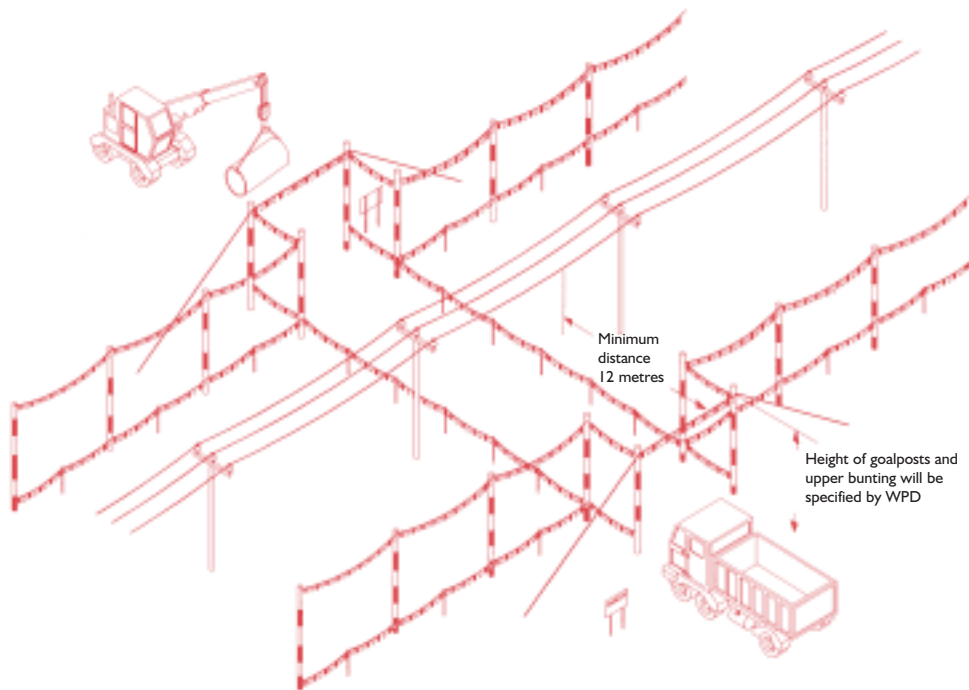 Minimum
distance
12 metres
Height of goalposts and
upper bunting will be
specified by WPD